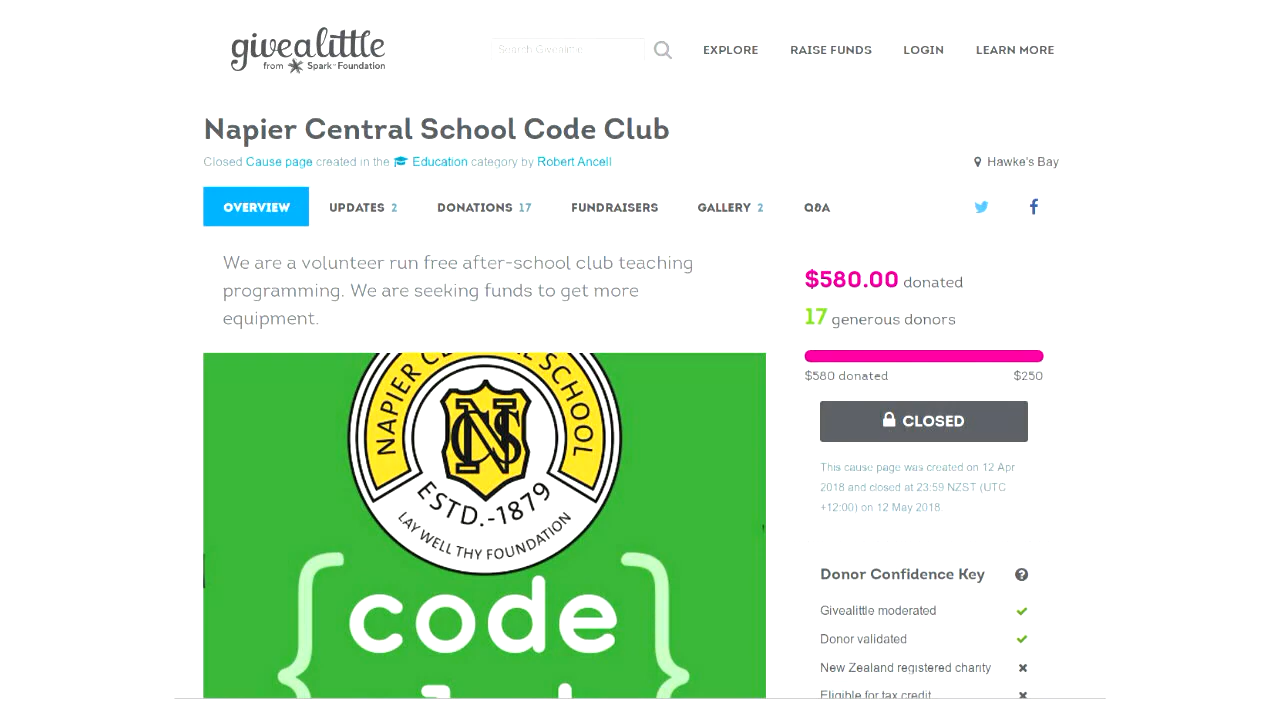 givealittle
from Spark Foundation
Search Givealittle
EXPLORE
RAISE FUNDS
LOGIN
LEARN MORE
Napier Central School Code Club
Closed Cause page created in the Education category by Robert Ancell
Hawke's Bay
OVERVIEW
UPDATES 2
DONATIONS 17
FUNDRAISERS
GALLERY 2
Q&A
We are a volunteer run free after-school club teaching
programming. We are seeking funds to get more
equipment.
$580.00 donated
17 generous donors
$580 donated
$250
CLOSED
This cause page was created on 12 Apr
2018 and closed at 23:59 NZST (UTC
+12:00) on 12 May 2018.
Donor Confidence Key
Givealittle moderated
Donor validated
New Zealand registered charity
Eligible for tax credit
NAPIER CENTRAL SCHOOL
NCS
ESTD.-1879
LAY WELL THY FOUNDATION
{code}